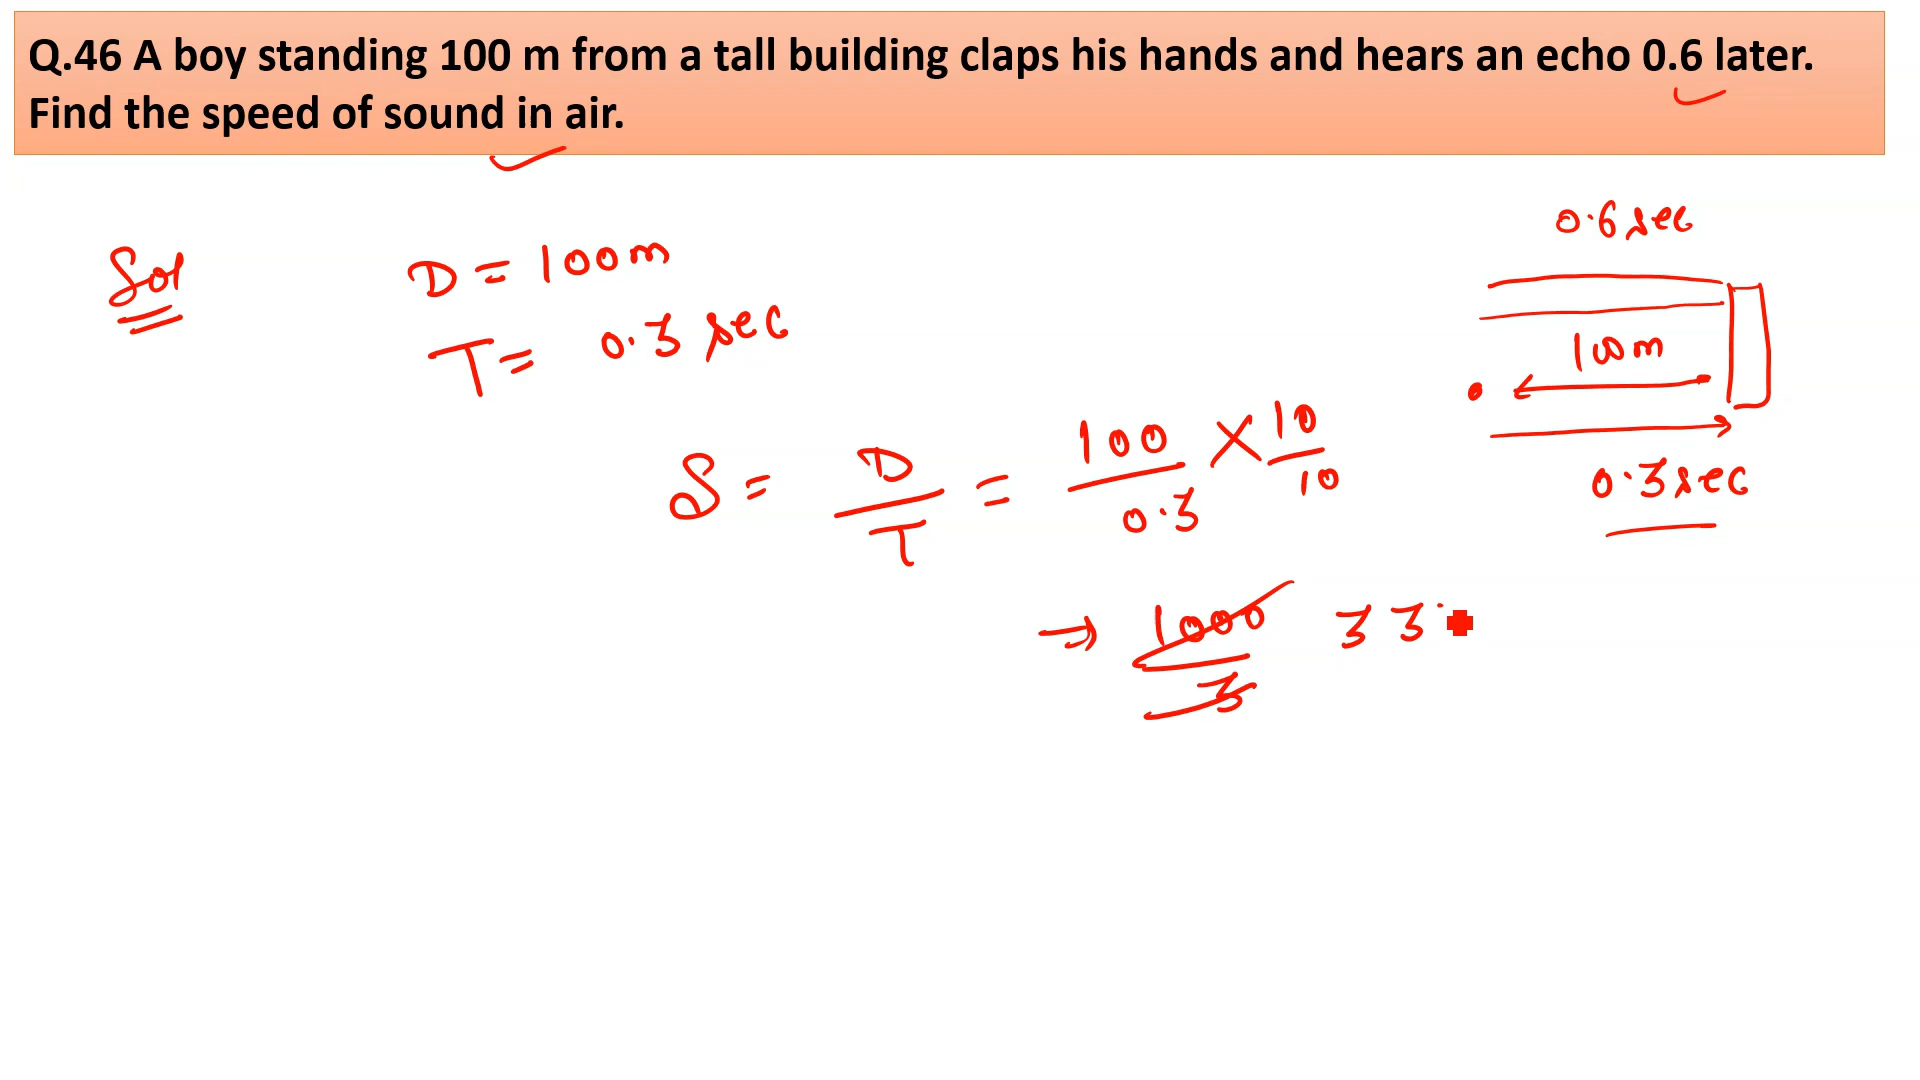 Q.46 A boy standing 100 m from a tall building claps his hands and hears an echo 0.6 later.
Find the speed of sound in air.
Sol
D = 100m
T = 0.3 sec
0.6 sec
100m
0.3 sec
S = D/T = 100/0.3 × 10/10
→ 1000/3 33